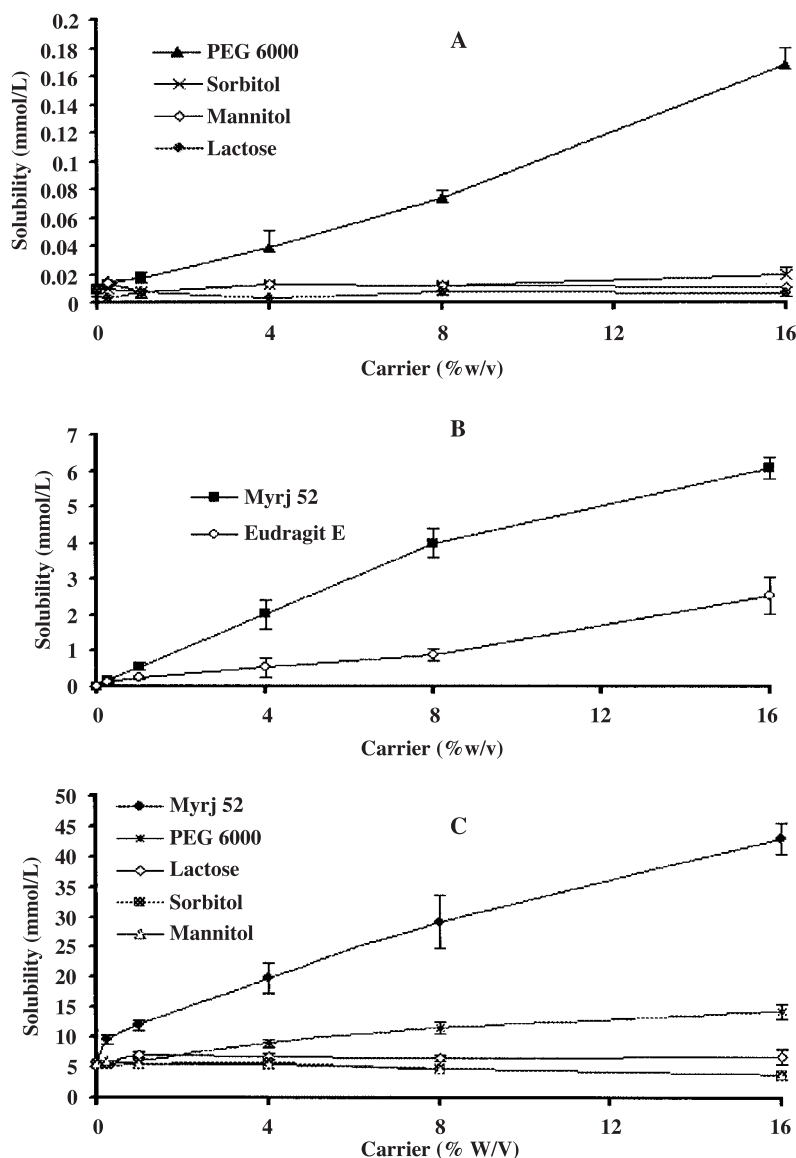 A
PEG 6000
Sorbitol
Mannitol
Lactose
Solubility (mmol/L)
0.2
0.18
0.16
0.14
0.12
0.1
0.08
0.06
0.04
0.02
0
0 4 8 12 16
Carrier (%w/v)
B
Myrj 52
Eudragit E
Solubility (mmol/L)
7
6
5
4
3
2
1
0
0 4 8 12 16
Carrier (%w/v)
C
Myrj 52
PEG 6000
Lactose
Sorbitol
Mannitol
Solubility (mmol/L)
50
45
40
35
30
25
20
15
10
5
0
0 4 8 12 16
Carrier (% W/V)